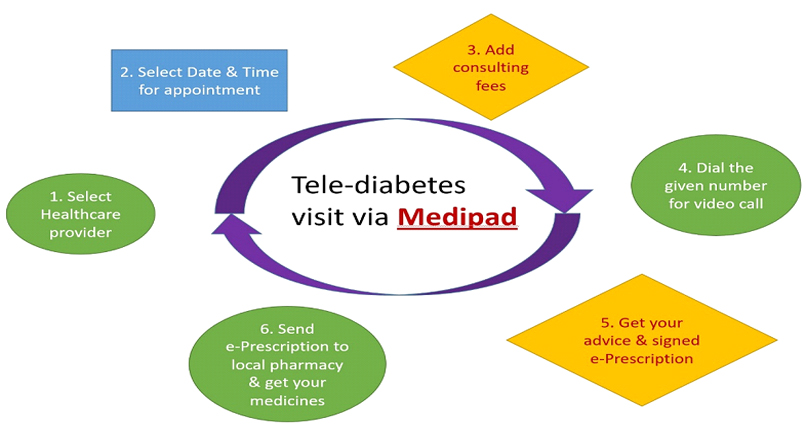 1. Select
Healthcare
provider
2. Select Date & Time
for appointment
3. Add
consulting
fees
4. Dial the
given number
for video call
5. Get your
advice & signed
e-Prescription
6. Send
e-Prescription to
local pharmacy
& get your
medicines
Tele-diabetes
visit via Medipad